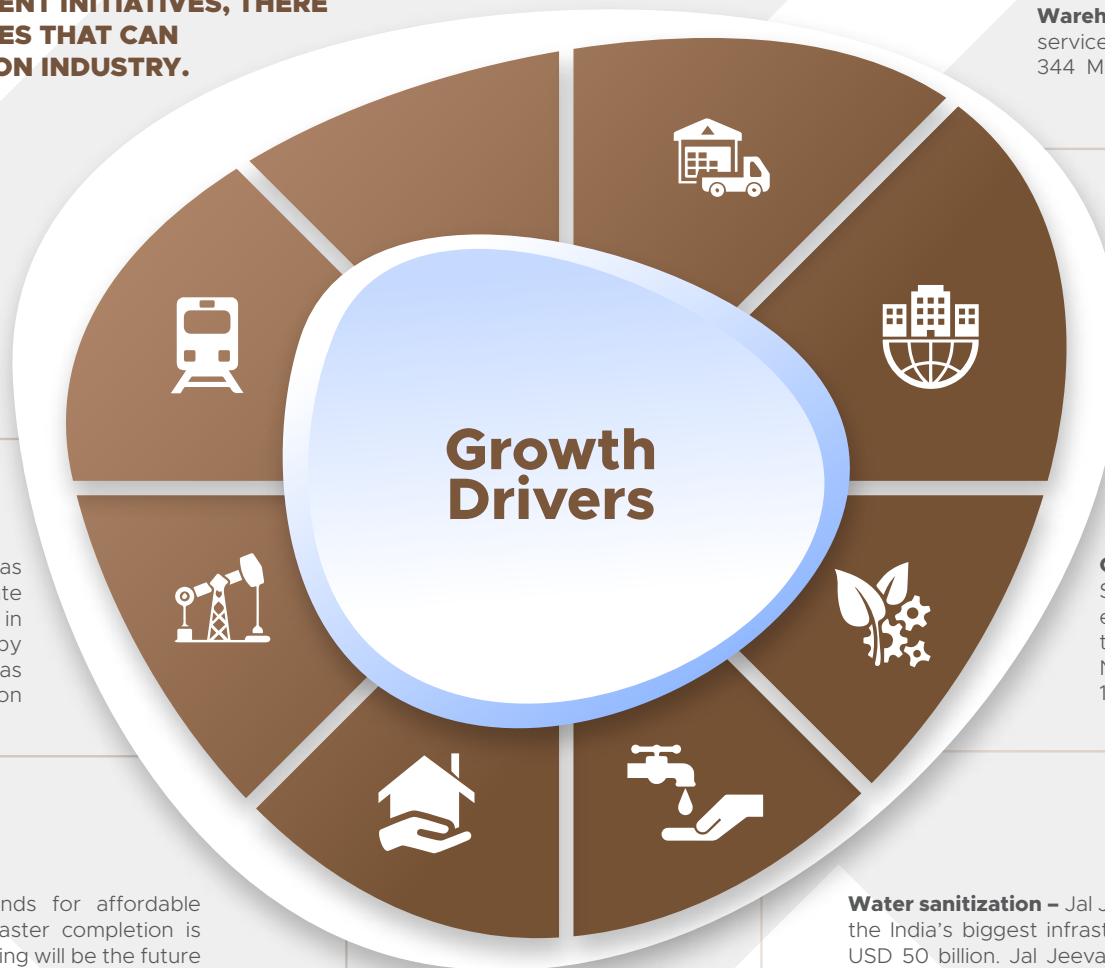 ENT INITIATIVES, THERE
ES THAT CAN
ON INDUSTRY.
Wareh
service
344 M
Growth
Drivers
as
te
in
by
as
on
S
e
t
N
1
nds for affordable
aster completion is
ing will be the future
Water sanitization – Jal J
the India's biggest infrast
USD 50 billion. Jal Jeeva